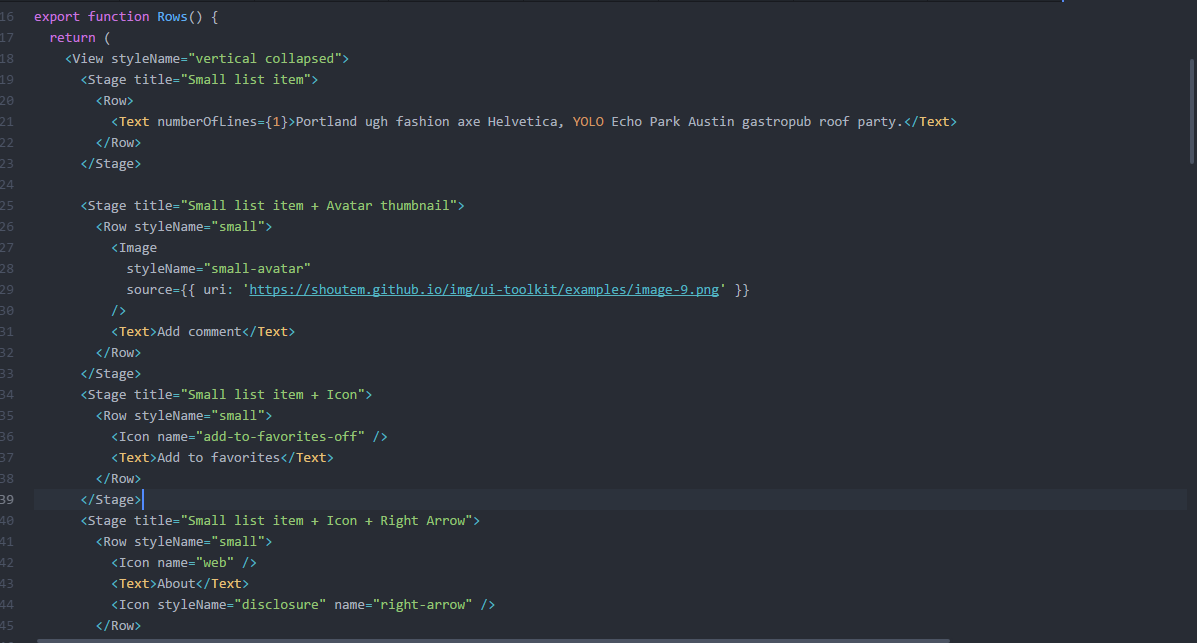 16 export function Rows() {
17   return (
18     <View styleName="vertical collapsed">
19       <Stage title="Small list item">
20         <Row>
21           <Text numberOfLines={1}>Portland ugh fashion axe Helvetica, YOLO Echo Park Austin gastropub roof party.</Text>
22         </Row>
23       </Stage>
24
25       <Stage title="Small list item + Avatar thumbnail">
26         <Row styleName="small">
27           <Image
28             styleName="small-avatar"
29             source={{ uri: 'https://shoutem.github.io/img/ui-toolkit/examples/image-9.png' }}
30           />
31           <Text>Add comment</Text>
32         </Row>
33       </Stage>
34       <Stage title="Small list item + Icon">
35         <Row styleName="small">
36           <Icon name="add-to-favorites-off" />
37           <Text>Add to favorites</Text>
38         </Row>
39       </Stage>
40       <Stage title="Small list item + Icon + Right Arrow">
41         <Row styleName="small">
42           <Icon name="web" />
43           <Text>About</Text>
44           <Icon styleName="disclosure" name="right-arrow" />
45         </Row>